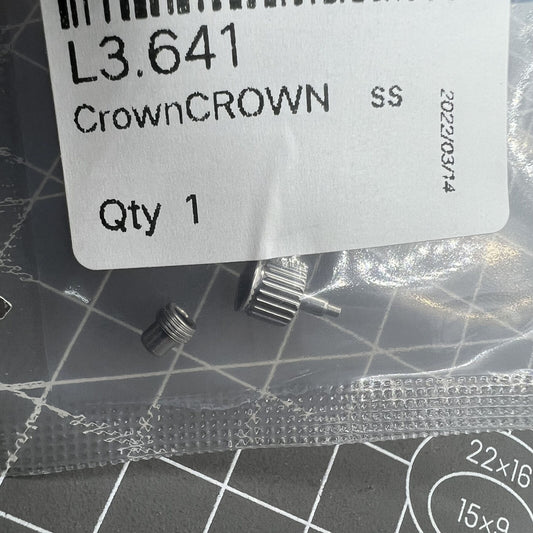 L3.641
CrownCROWN SS
2022/03/14
Qty 1
22x16
15x9